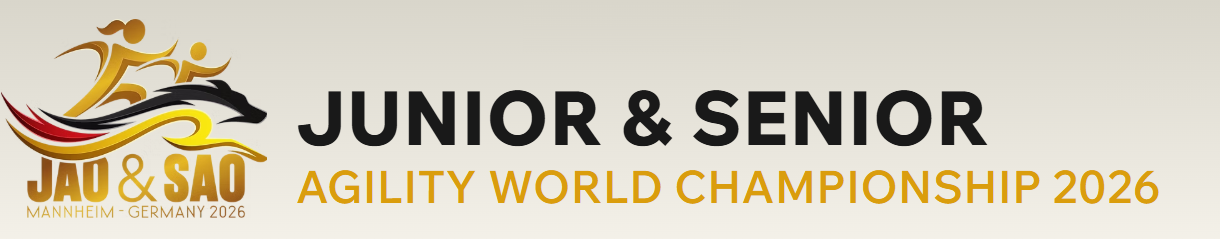 JAO & SAO
MANNHEIM - GERMANY 2026
JUNIOR & SENIOR
AGILITY WORLD CHAMPIONSHIP 2026